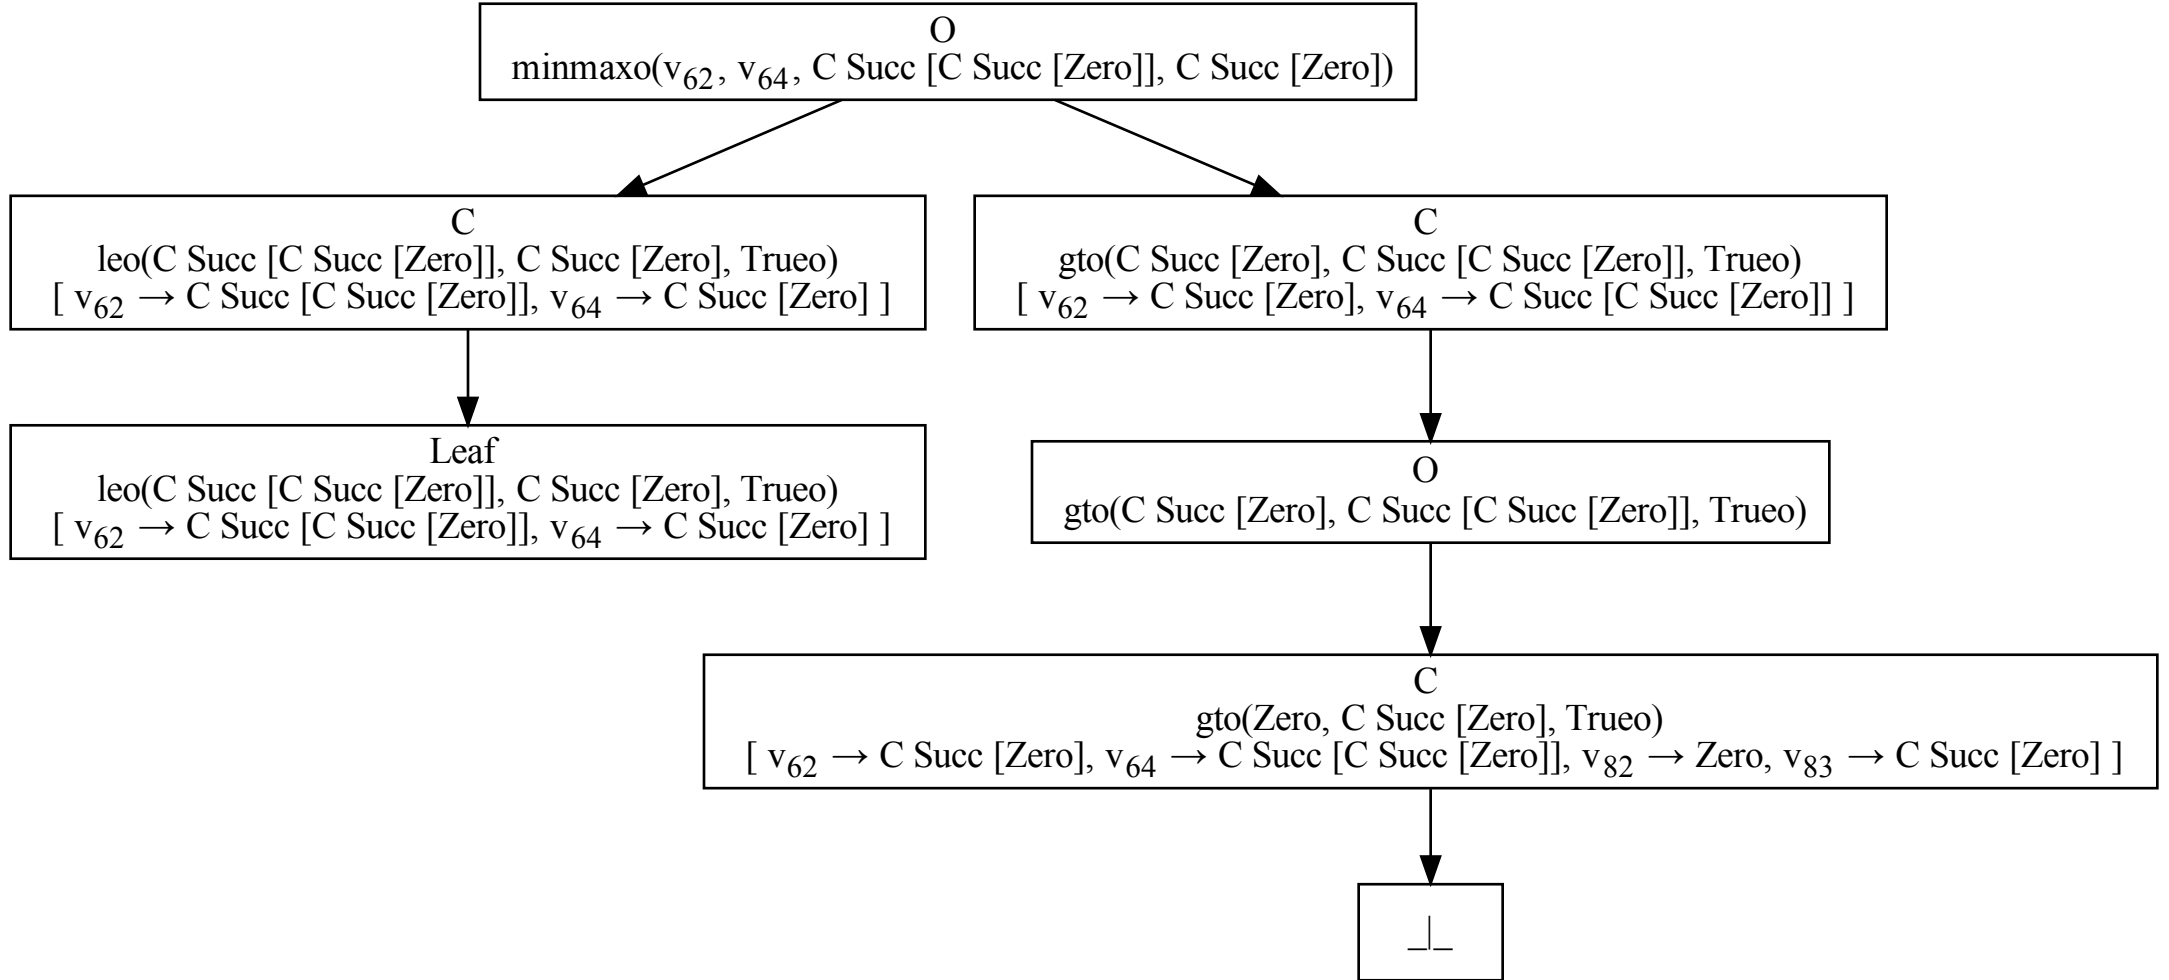 O
minmaxo(v₆₂, v₆₄, C Succ [C Succ [Zero]], C Succ [Zero])
C
leo(C Succ [C Succ [Zero]], C Succ [Zero], Trueo)
[ v₆₂ → C Succ [C Succ [Zero]], v₆₄ → C Succ [Zero] ]
C
gto(C Succ [Zero], C Succ [C Succ [Zero]], Trueo)
[ v₆₂ → C Succ [Zero], v₆₄ → C Succ [C Succ [Zero]] ]
Leaf
leo(C Succ [C Succ [Zero]], C Succ [Zero], Trueo)
[ v₆₂ → C Succ [C Succ [Zero]], v₆₄ → C Succ [Zero] ]
O
gto(C Succ [Zero], C Succ [C Succ [Zero]], Trueo)
C
gto(Zero, C Succ [Zero], Trueo)
[ v₆₂ → C Succ [Zero], v₆₄ → C Succ [C Succ [Zero]], v₈₂ → Zero, v₈₃ → C Succ [Zero] ]
_|_